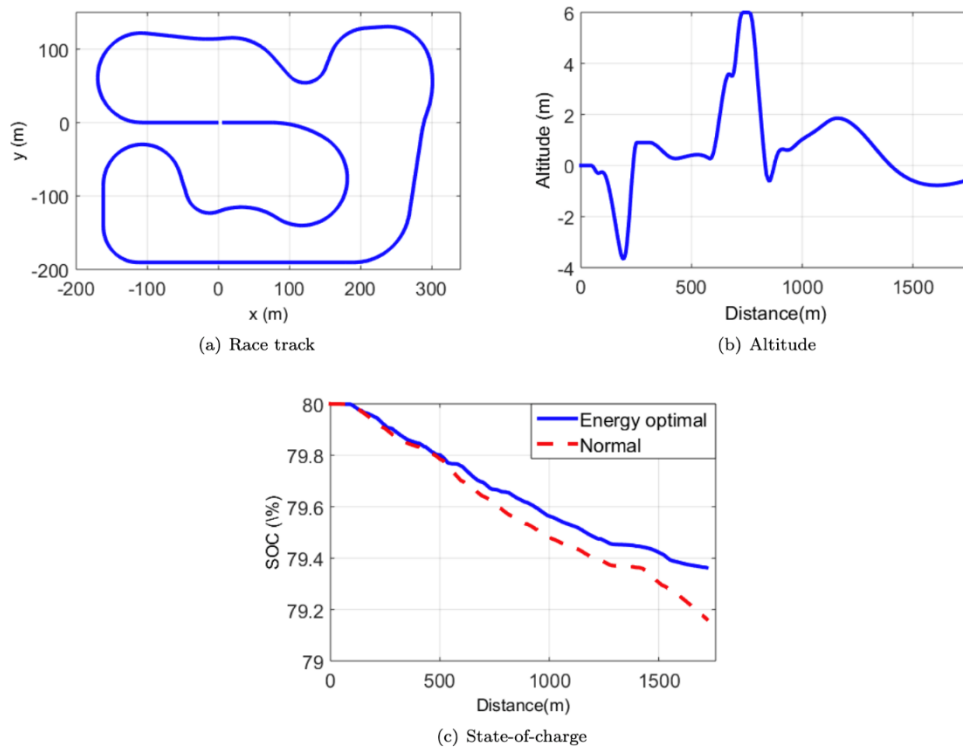 100
0
-100
-200
y (m)
-200 -100 0 100 200 300
x (m)
(a) Race track
6
4
2
0
-2
-4
Altitude (m)
0 500 1000 1500
Distance(m)
(b) Altitude
80
79.8
79.6
79.4
79.2
79
SOC (\%)
Energy optimal
Normal
0 500 1000 1500
Distance(m)
(c) State-of-charge